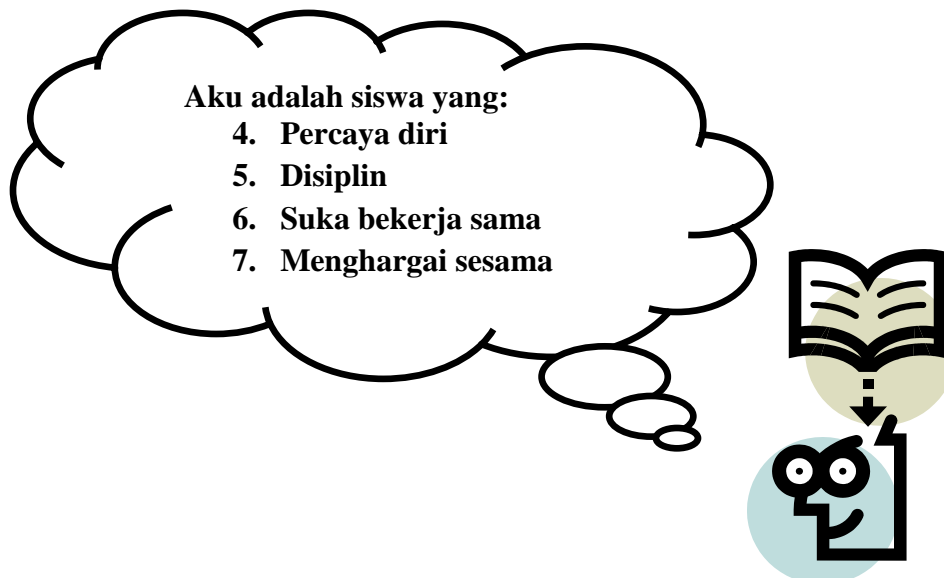 Aku adalah siswa yang:
4. Percaya diri
5. Disiplin
6. Suka bekerja sama
7. Menghargai sesama